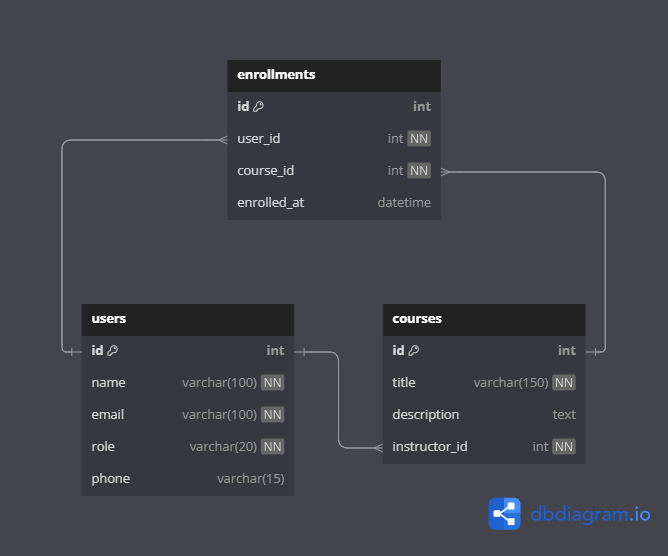 enrollments
id int
user_id int NN
course_id int NN
enrolled_at datetime
users
id int
name varchar(100) NN
email varchar(100) NN
role varchar(20) NN
phone varchar(15)
courses
id int
title varchar(150) NN
description text
instructor_id int NN
dbdiagram.io